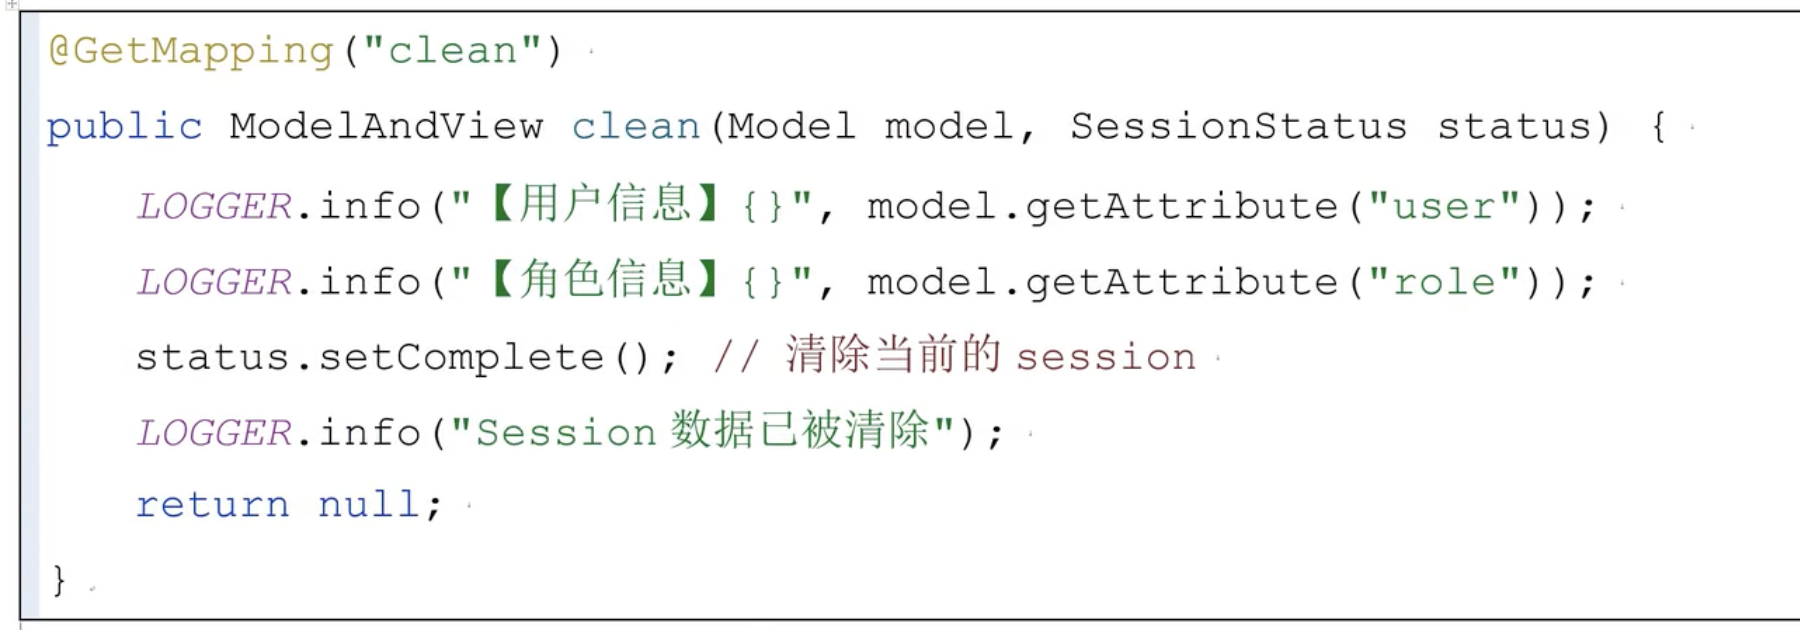 @GetMapping("clean")
public ModelAndView clean(Model model, SessionStatus status) {
LOGGER.info("【用户信息】{}", model.getAttribute("user"));
LOGGER.info("【角色信息】{}", model.getAttribute("role"));
status.setComplete(); // 清除当前的 session
LOGGER.info("Session 数据已被清除");
return null;
}